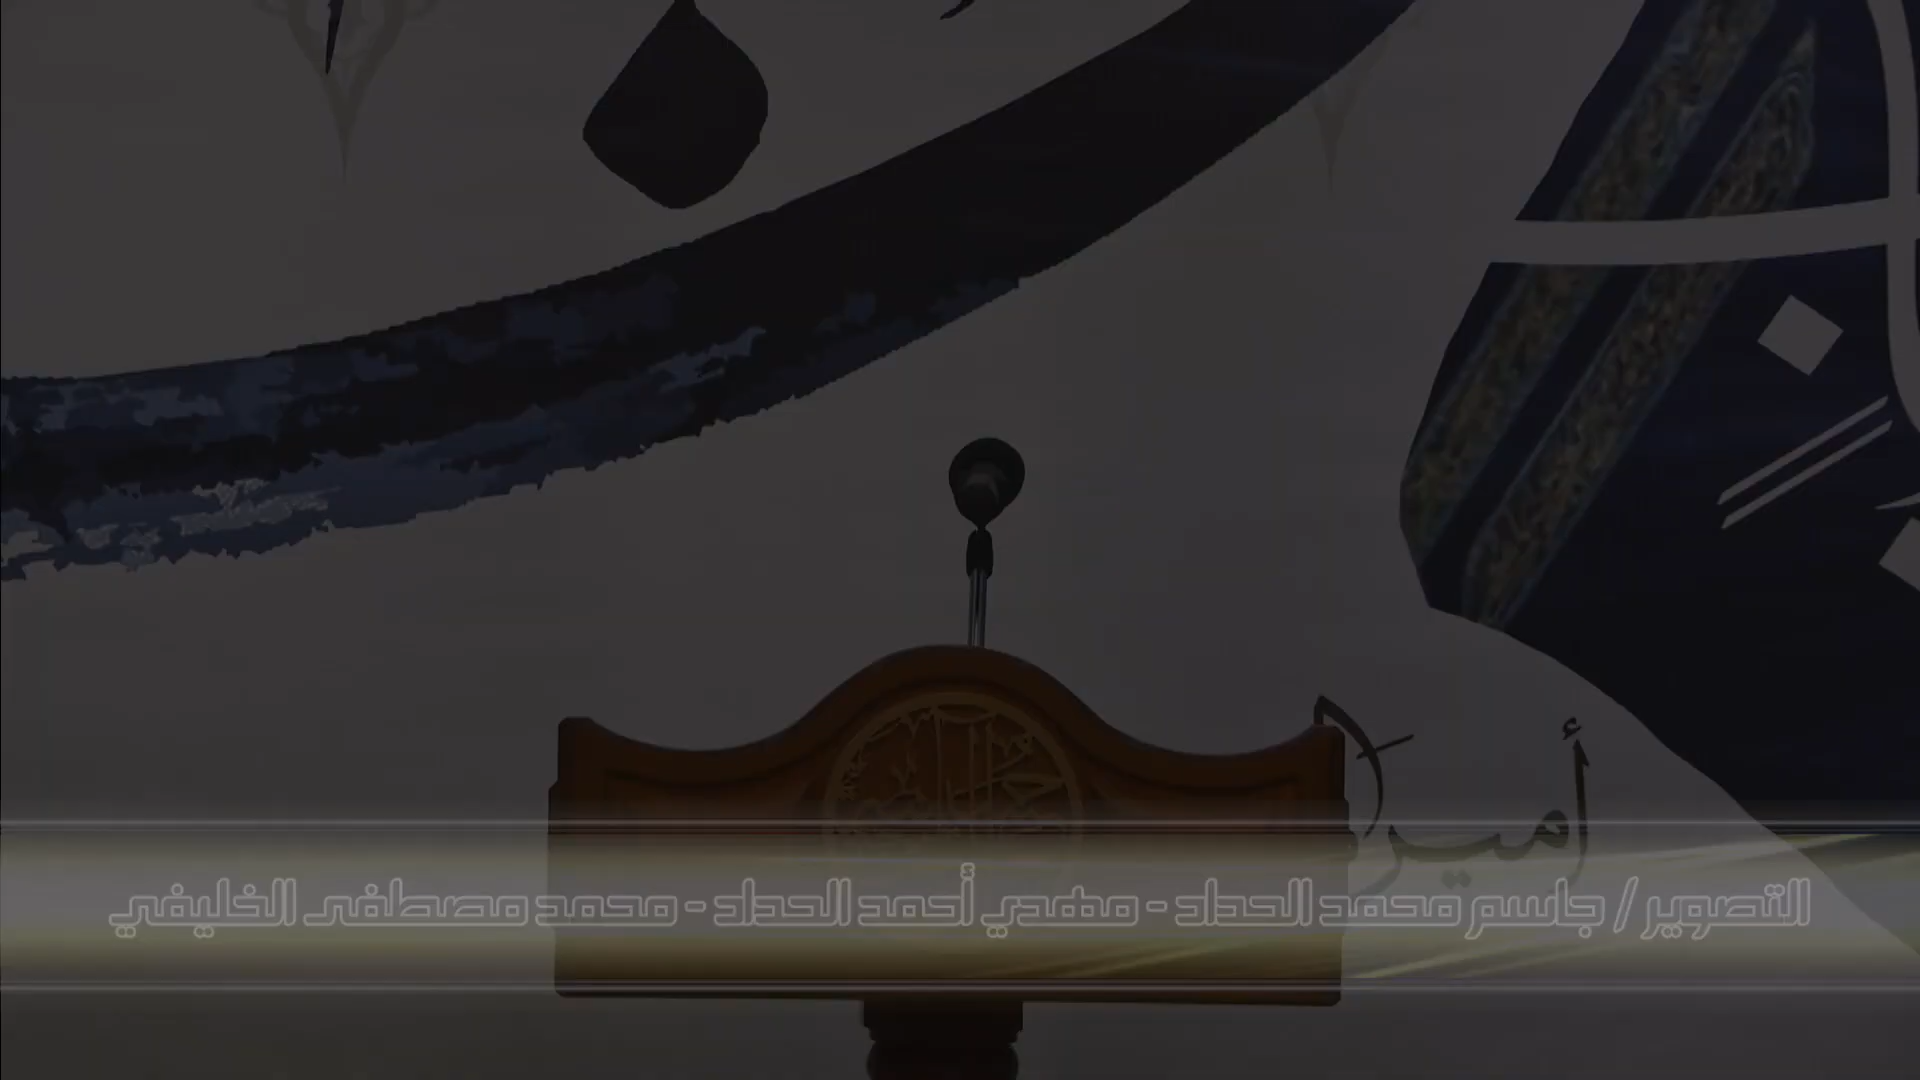 أمير
التصوير / جاسم محمد الحداد - مهدي أحمد الحداد - محمد مصطفى الخليفي